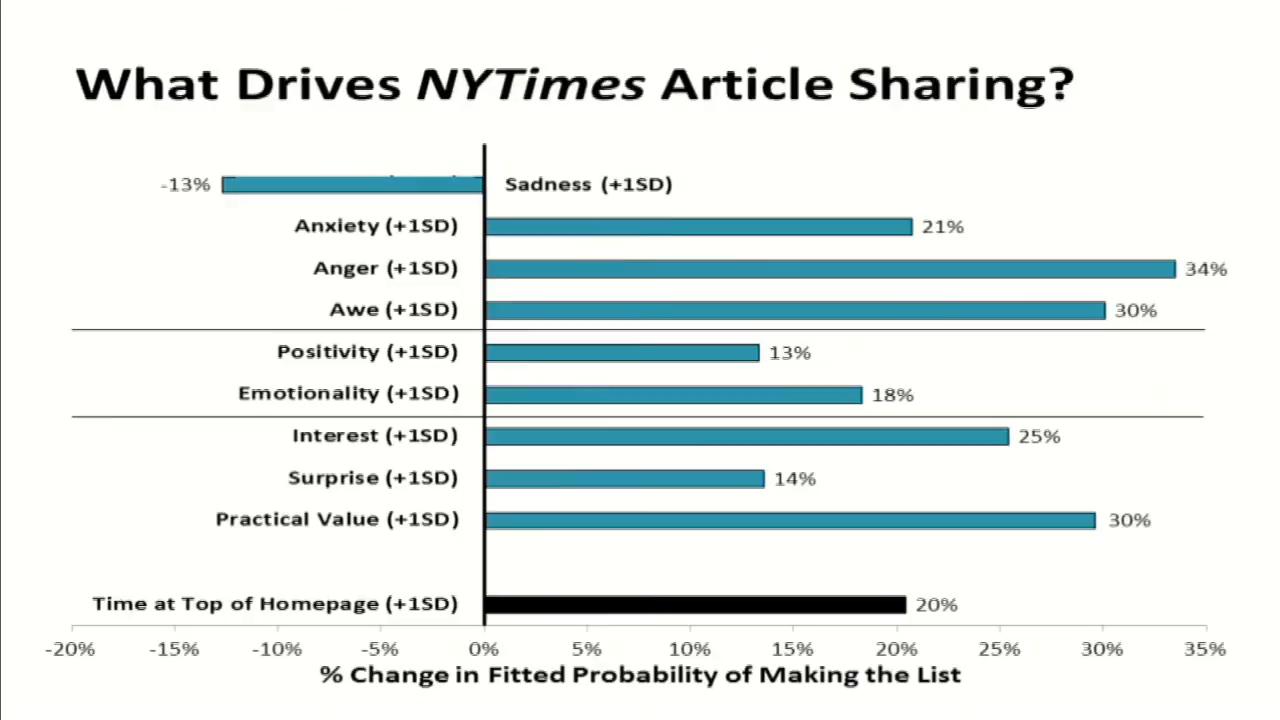 What Drives NYTimes Article Sharing?
-13% Sadness (+1SD)
Anxiety (+1SD) 21%
Anger (+1SD) 34%
Awe (+1SD) 30%
Positivity (+1SD) 13%
Emotionality (+1SD) 18%
Interest (+1SD) 25%
Surprise (+1SD) 14%
Practical Value (+1SD) 30%
Time at Top of Homepage (+1SD) 20%
-20% -15% -10% -5% 0% 5% 10% 15% 20% 25% 30% 35%
% Change in Fitted Probability of Making the List